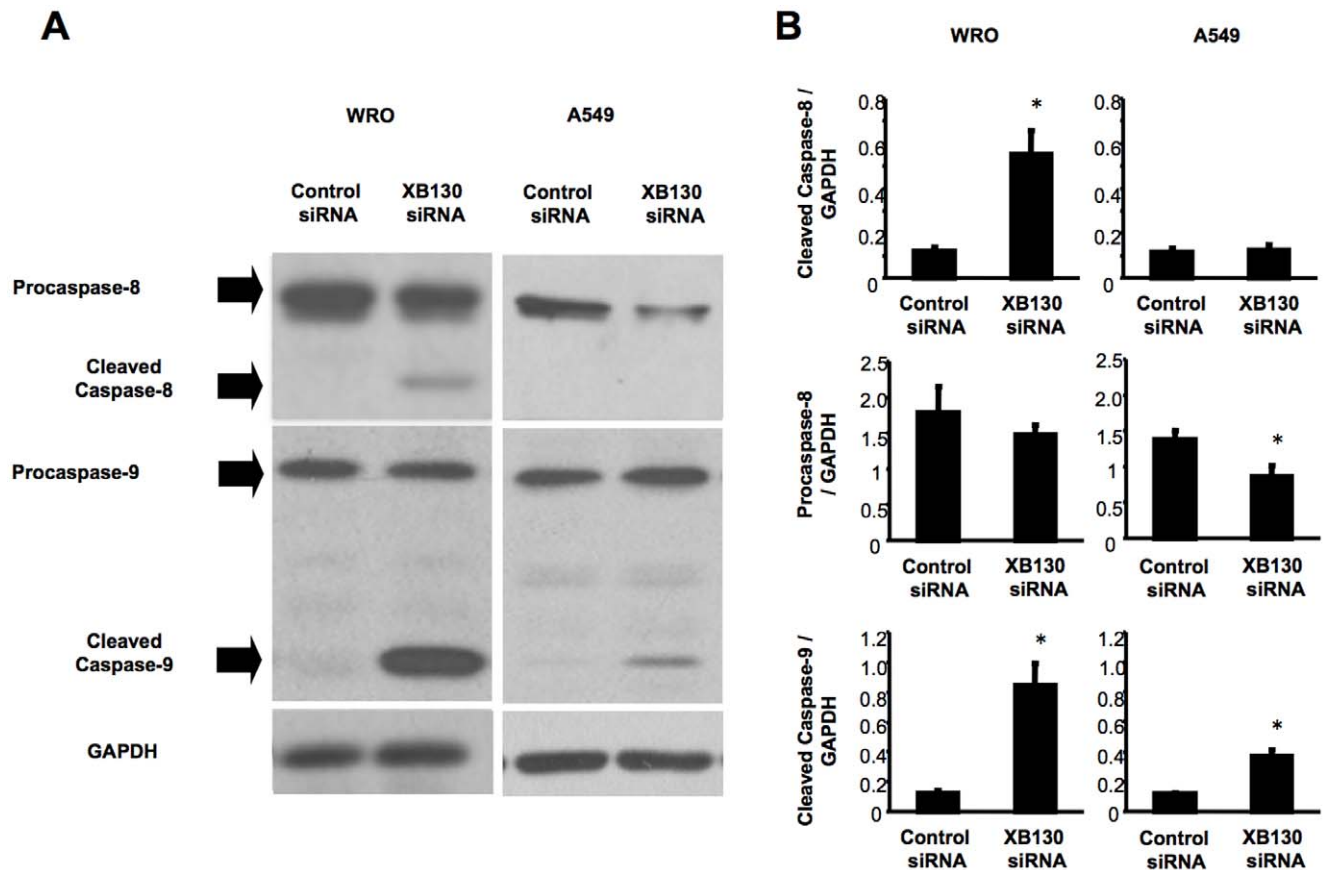 A
WRO
A549
Control
siRNA
XB130
siRNA
Control
siRNA
XB130
siRNA
Procaspase-8
Cleaved
Caspase-8
Procaspase-9
Cleaved
Caspase-9
GAPDH
B
WRO
A549
Cleaved Caspase-8 /
GAPDH
0.8
0.6
0.4
0.2
0
*
Control
siRNA
XB130
siRNA
0.8
0.6
0.4
0.2
0
Control
siRNA
XB130
siRNA
Procaspase-8
/ GAPDH
2.5
2.0
1.5
1
0.5
0
Control
siRNA
XB130
siRNA
2.5
2.0
1.5
1
0.5
0
*
Control
siRNA
XB130
siRNA
Cleaved Caspase-9 /
GAPDH
1.2
1.0
0.8
0.6
0.4
0.2
0
*
Control
siRNA
XB130
siRNA
1.2
1.0
0.8
0.6
0.4
0.2
0
*
Control
siRNA
XB130
siRNA